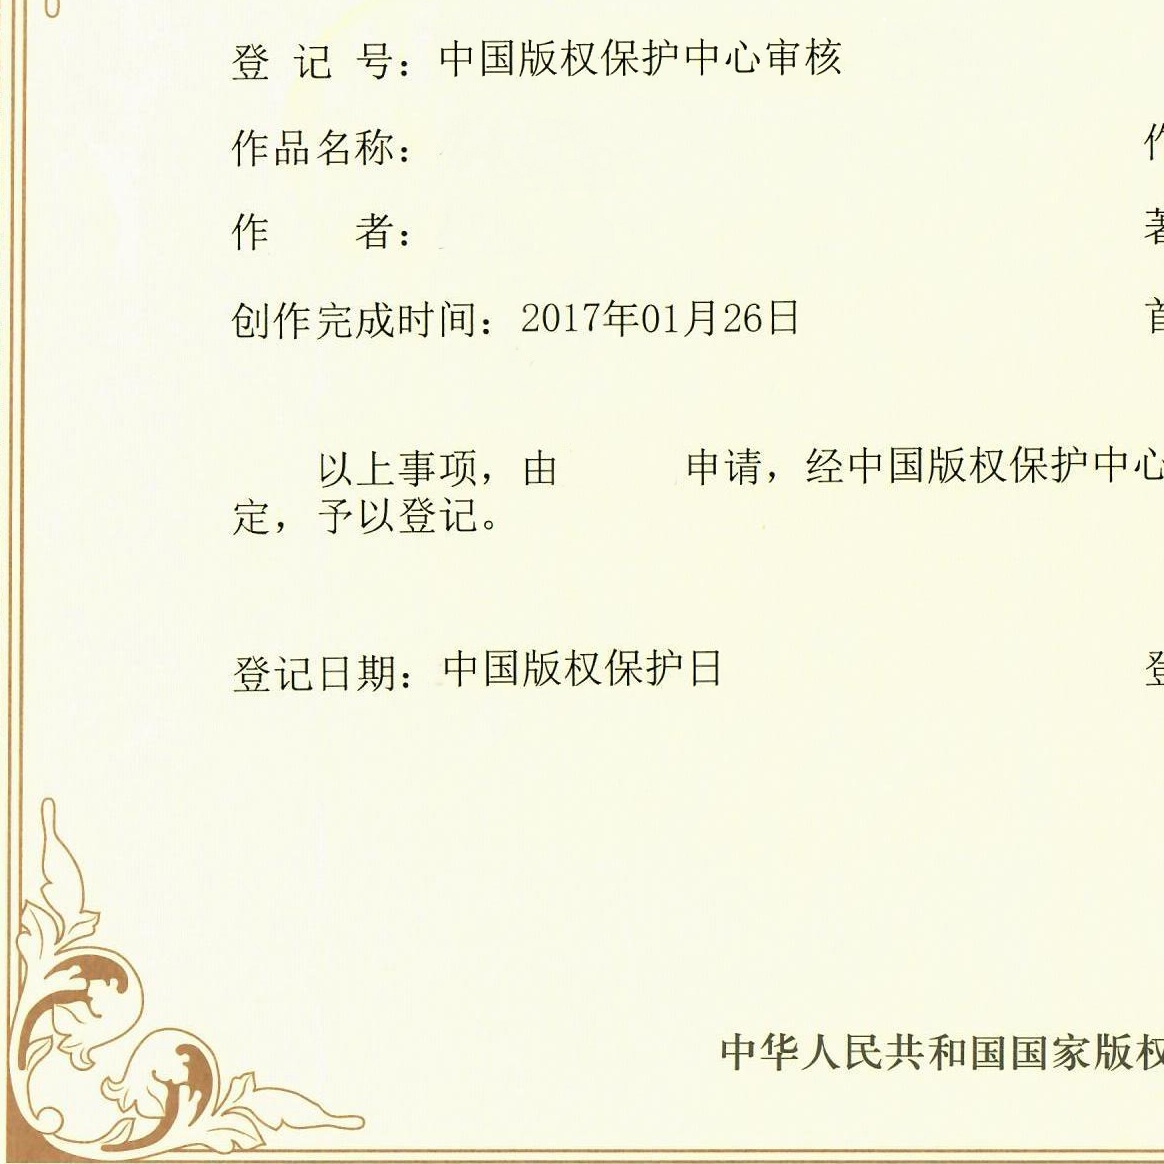 登 记 号：中国版权保护中心审核
作品名称：
作 者：
创作完成时间：2017年01月26日
以上事项，由 申请，经中国版权保护中心
定，予以登记。
登记日期：中国版权保护日
中华人民共和国国家版权